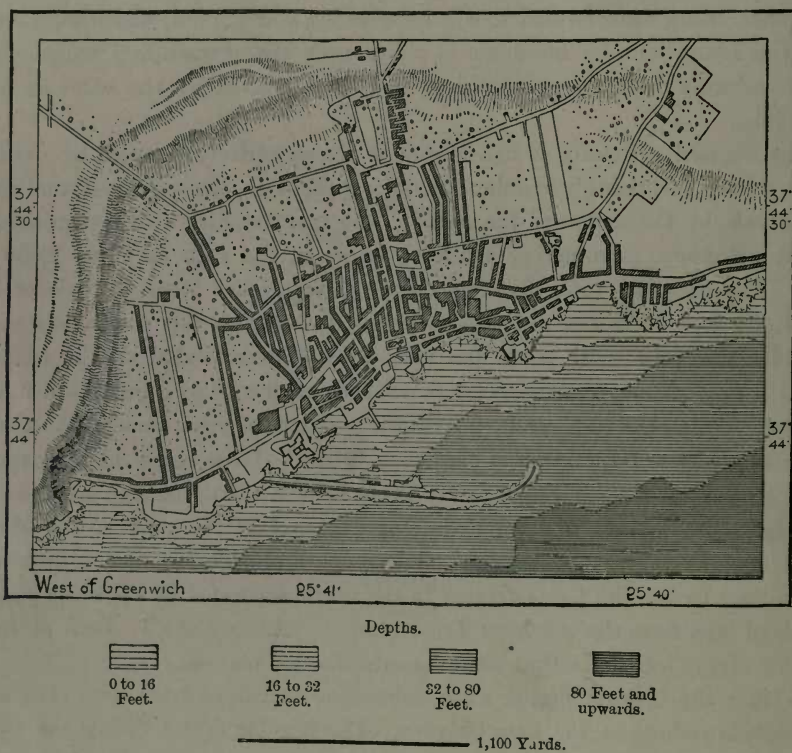 37°
44'
30"
37°
44'
30"
37°
44'
37°
44'
West of Greenwich 25°41' 25°40'
Depths.
0 to 16 Feet. 16 to 32 Feet. 32 to 80 Feet. 80 Feet and upwards.
1,100 Yards.